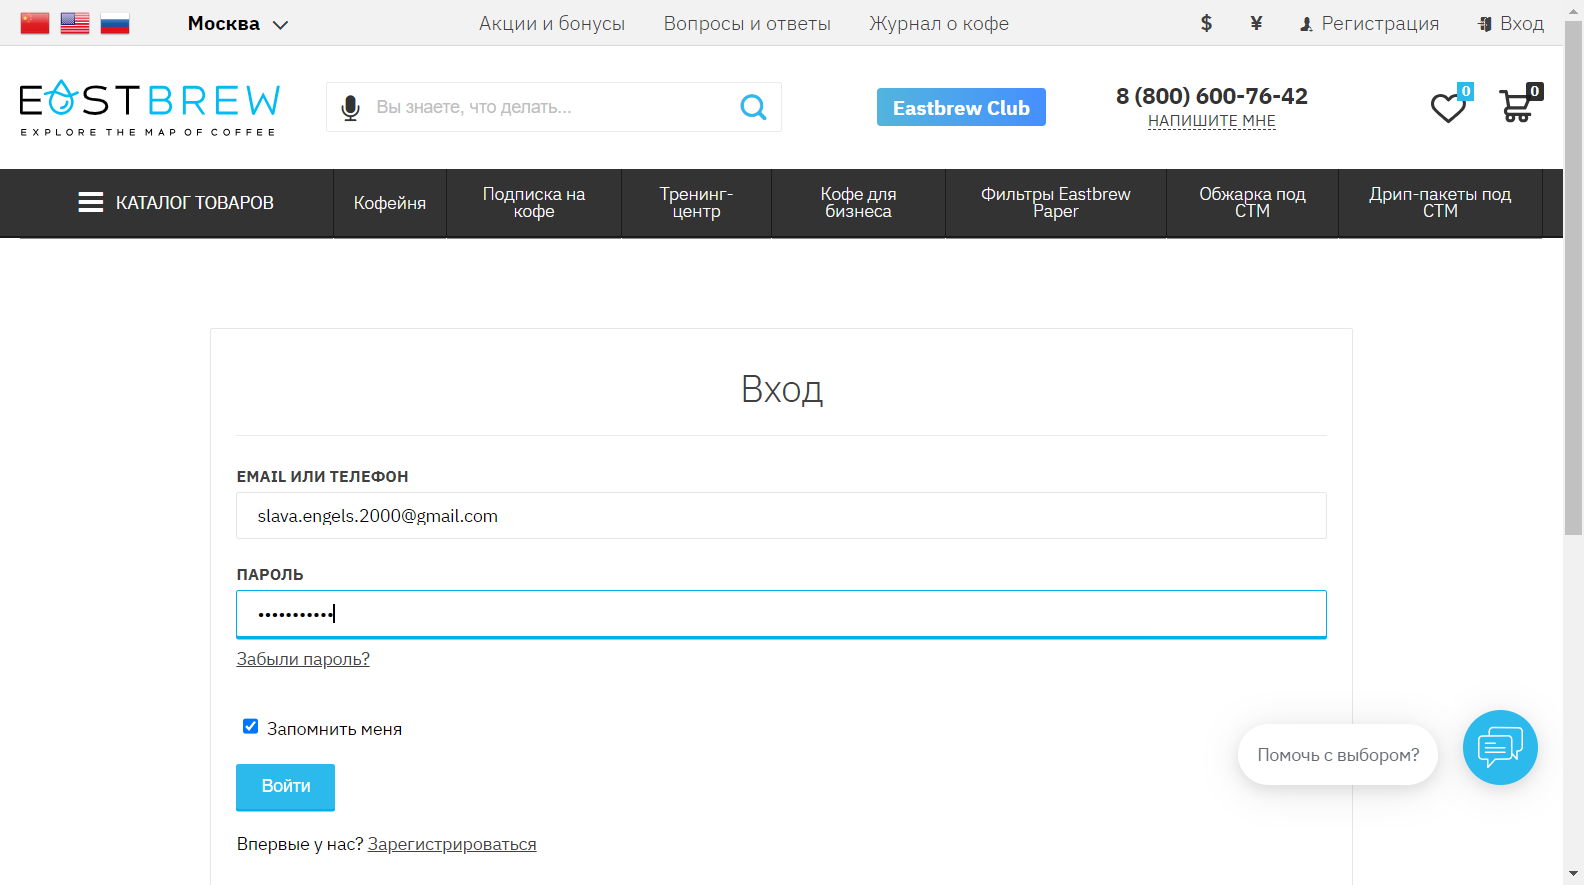 Москва
Акции и бонусы
Вопросы и ответы
Журнал о кофе
$
¥
Регистрация
Вход
EASTBREW
EXPLORE THE MAP OF COFFEE
Вы знаете, что делать...
Eastbrew Club
8 (800) 600-76-42
НАПИШИТЕ МНЕ
0
0
КАТАЛОГ ТОВАРОВ
Кофейня
Подписка на
кофе
Тренинг-
центр
Кофе для
бизнеса
Фильтры Eastbrew
Paper
Обжарка под
СТМ
Дрип-пакеты под
СТМ
Вход
EMAIL ИЛИ ТЕЛЕФОН
slava.engels.2000@gmail.com
ПАРОЛЬ
•••••••••••
Забыли пароль?
Запомнить меня
Войти
Впервые у нас? Зарегистрироваться
Помочь с выбором?